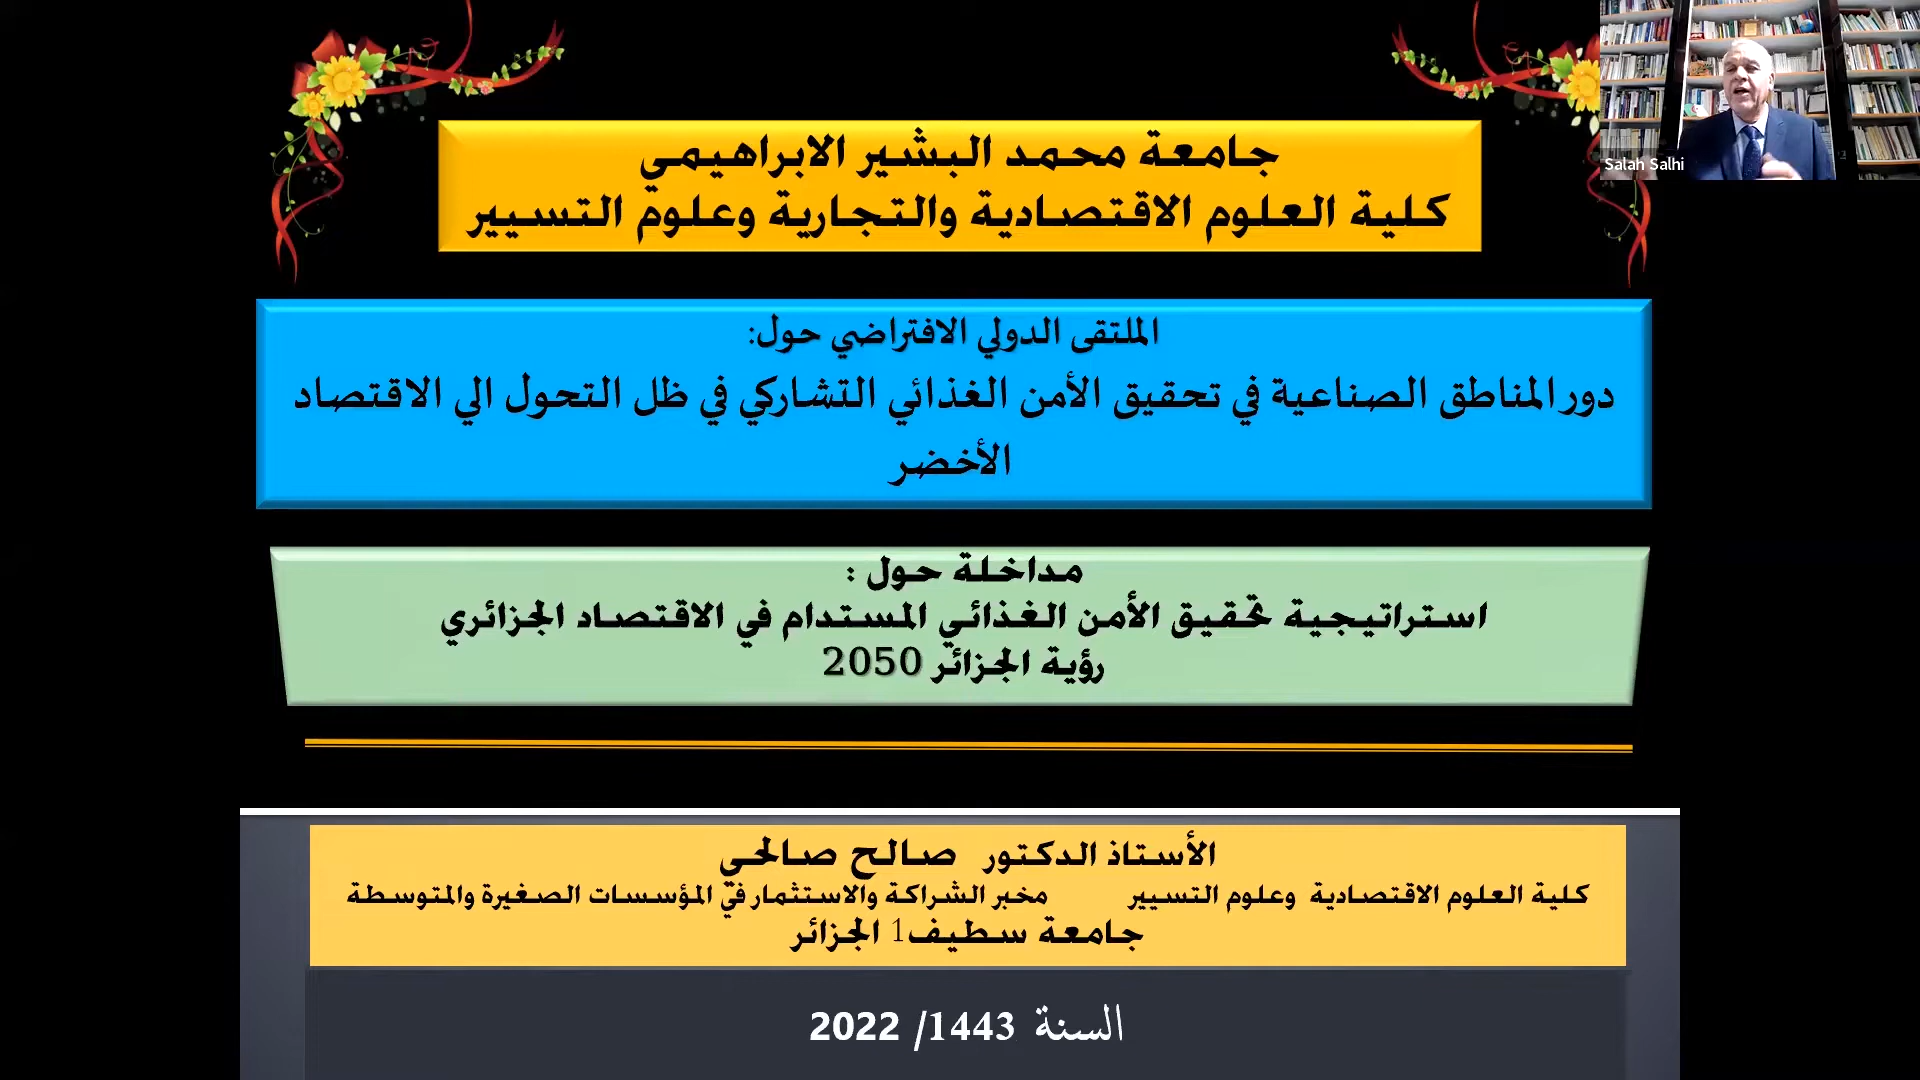 جامعة محمد البشير الابراهيمي
كلية العلوم الاقتصادية والتجارية وعلوم التسيير
الملتقى الدولي الافتراضي حول:
دور المناطق الصناعية في تحقيق الأمن الغذائي التشاركي في ظل التحول الي الاقتصاد
الأخضر
مداخلة حول :
استراتيجية تحقيق الأمن الغذائي المستدام في الاقتصاد الجزائري
رؤية الجزائر 2050
الأستاذ الدكتور صالح صالحي
كلية العلوم الاقتصادية وعلوم التسيير مخبر الشراكة والاستثمار في المؤسسات الصغيرة والمتوسطة
جامعة سطيف1 الجزائر
السنة 1443/ 2022
Salah Salhi